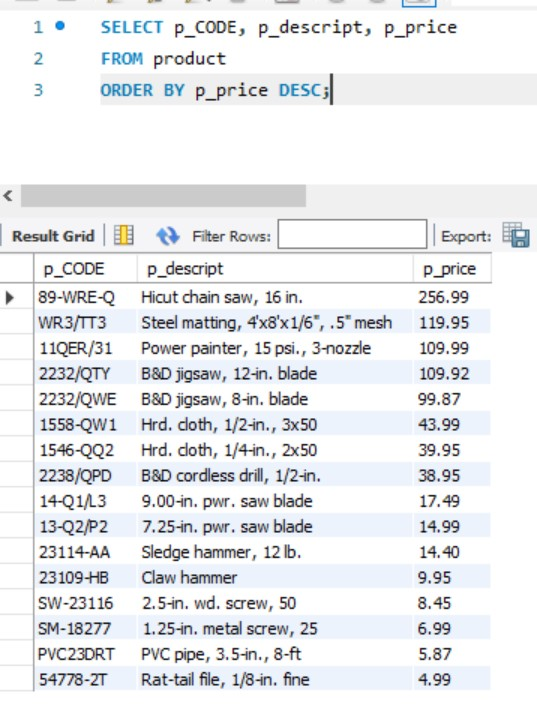 1 SELECT p_CODE, p_descript, p_price
2 FROM product
3 ORDER BY p_price DESC;
Result Grid Filter Rows: Export:
p_CODE p_descript p_price
89-WRE-Q Hicut chain saw, 16 in. 256.99
WR3/TT3 Steel matting, 4'x8'x1/6", .5" mesh 119.95
11QER/31 Power painter, 15 psi., 3-nozzle 109.99
2232/QTY B&D jigsaw, 12-in. blade 109.92
2232/QWE B&D jigsaw, 8-in. blade 99.87
1558-QW1 Hrd. cloth, 1/2-in., 3x50 43.99
1546-QQ2 Hrd. cloth, 1/4-in., 2x50 39.95
2238/QPD B&D cordless drill, 1/2-in. 38.95
14-Q1/L3 9.00-in. pwr. saw blade 17.49
13-Q2/P2 7.25-in. pwr. saw blade 14.99
23114-AA Sledge hammer, 12 lb. 14.40
23109-HB Claw hammer 9.95
SW-23116 2.5-in. wd. screw, 50 8.45
SM-18277 1.25-in. metal screw, 25 6.99
PVC23DRT PVC pipe, 3.5-in., 8-ft 5.87
54778-2T Rat-tail file, 1/8-in. fine 4.99